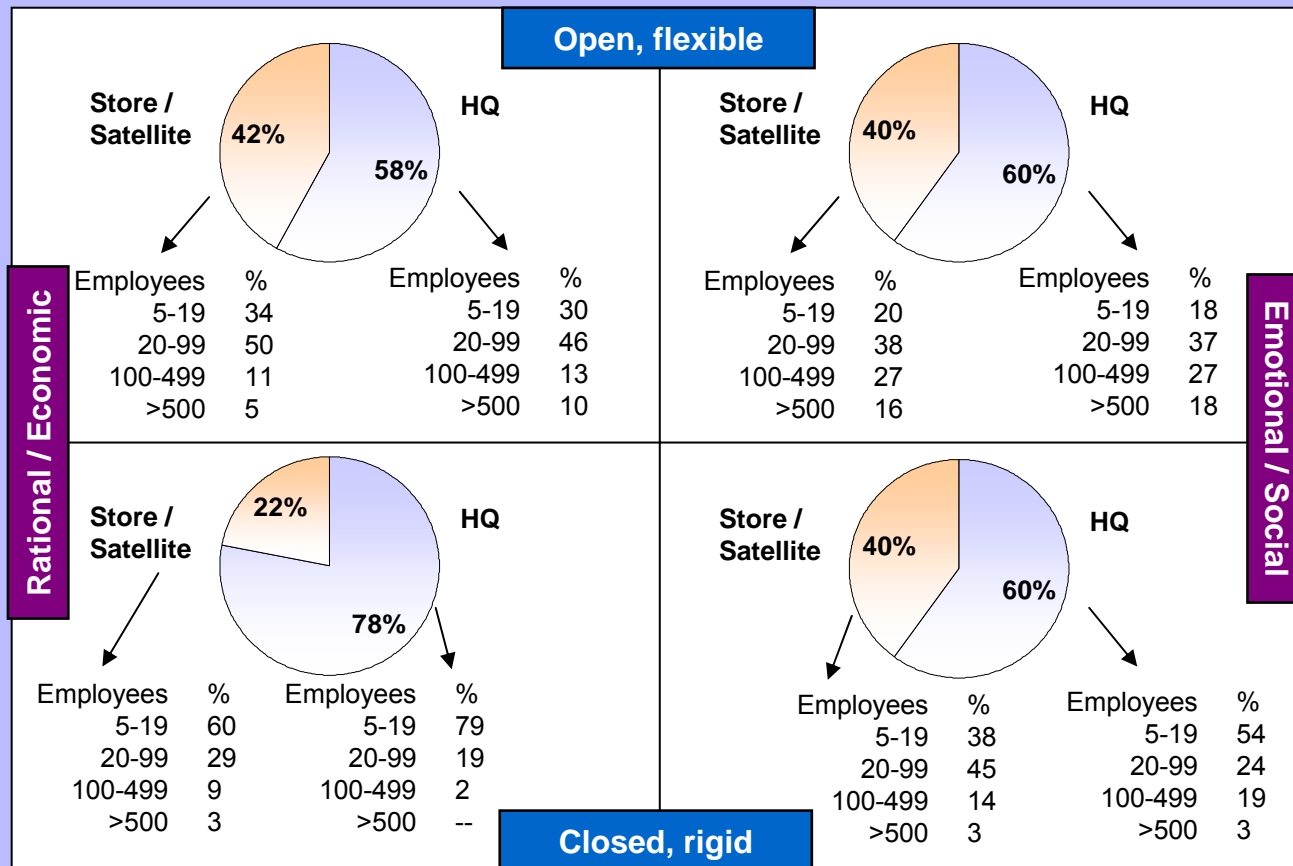 Open, flexible
Rational / Economic
Emotional / Social
Store /
Satellite
42%
58%
HQ
Employees %
5-19 34
20-99 50
100-499 11
>500 5
Employees %
5-19 30
20-99 46
100-499 13
>500 10
Store /
Satellite
40%
60%
HQ
Employees %
5-19 20
20-99 38
100-499 27
>500 16
Employees %
5-19 18
20-99 37
100-499 27
>500 18
Store /
Satellite
22%
78%
HQ
Employees %
5-19 60
20-99 29
100-499 9
>500 3
Employees %
5-19 79
20-99 19
100-499 2
>500 --
Store /
Satellite
40%
60%
HQ
Employees %
5-19 38
20-99 45
100-499 14
>500 3
Employees %
5-19 54
20-99 24
100-499 19
>500 3
Closed, rigid